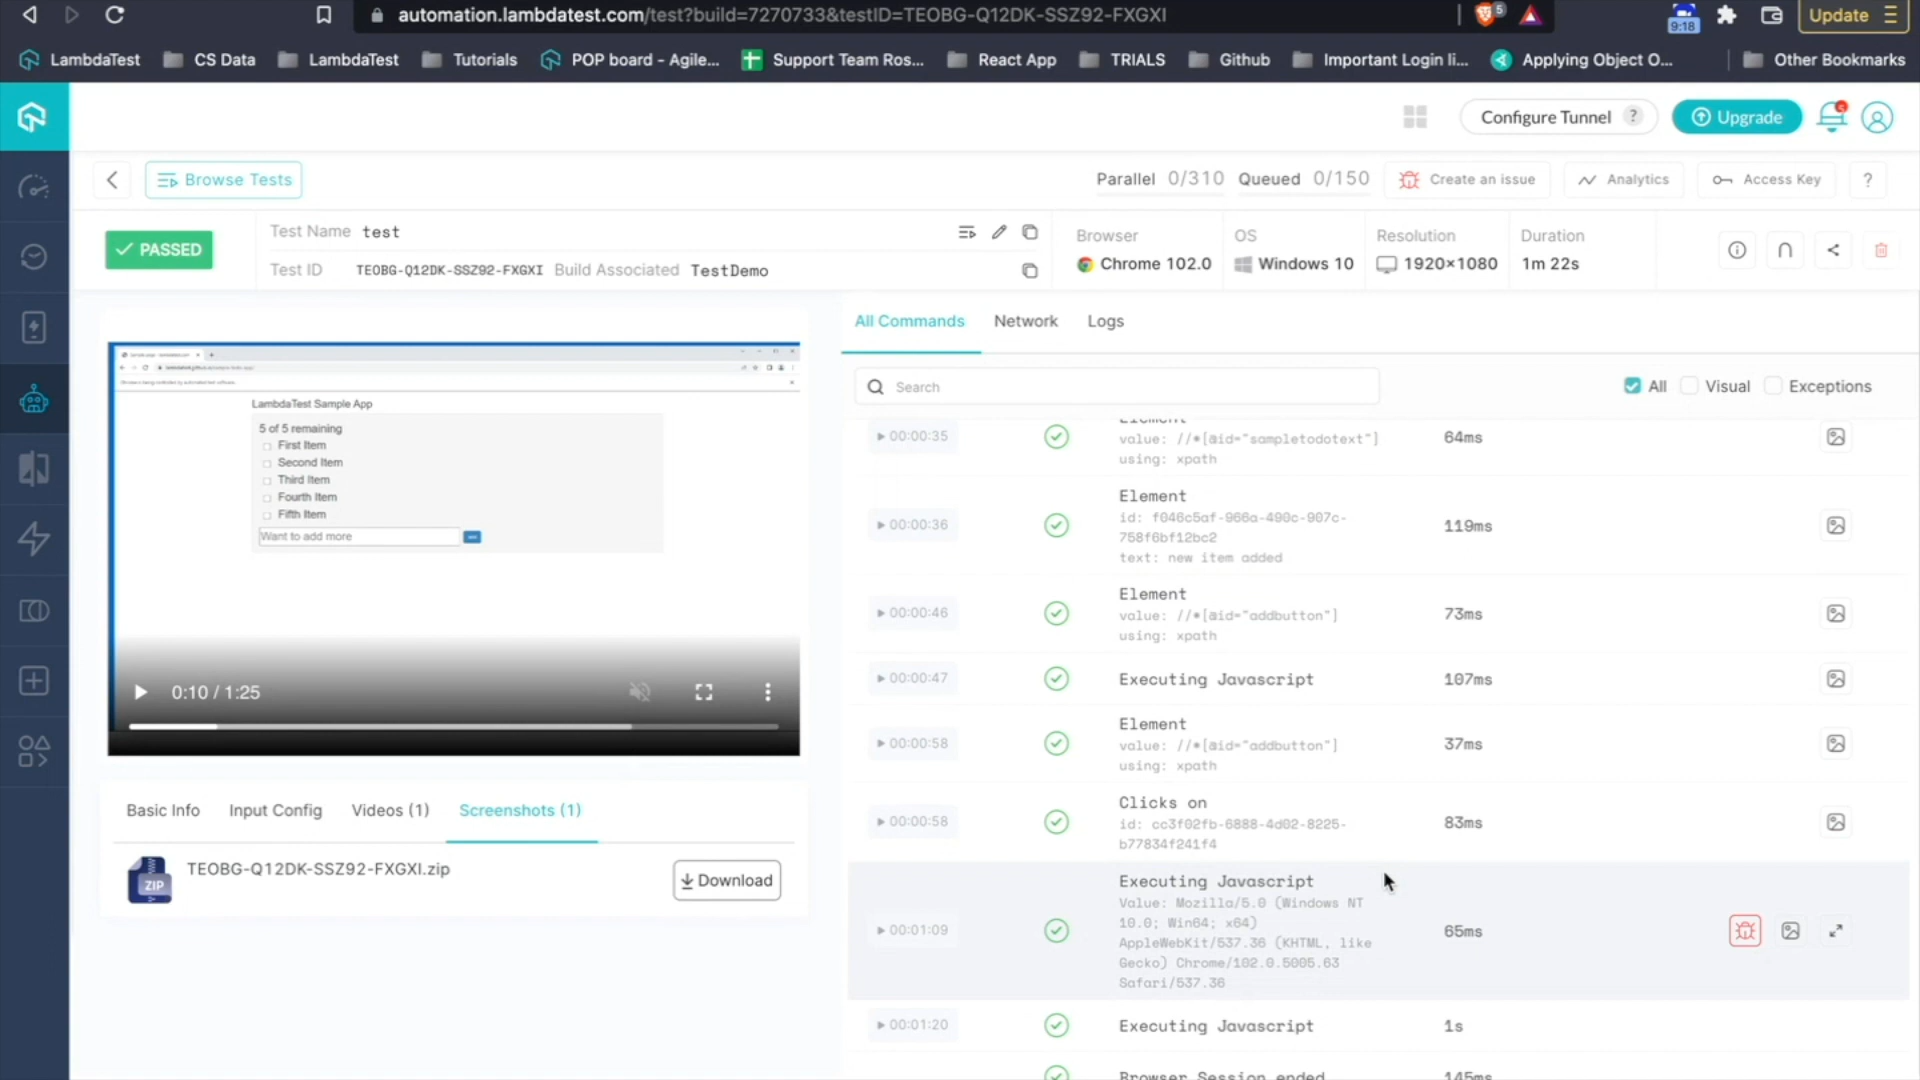 automation.lambdatest.com/test?build=7270733&testID=TEOBG-Q12DK-SSZ92-FXGXI
5
9:18
Update
LambdaTest
CS Data
LambdaTest
Tutorials
POP board - Agile...
Support Team Ros...
React App
TRIALS
Github
Important Login li...
Applying Object O...
Other Bookmarks
Configure Tunnel ?
Upgrade
Browse Tests
Parallel 0/310 Queued 0/150
Create an issue
Analytics
Access Key
?
PASSED
Test Name test
Test ID TEOBG-Q12DK-SSZ92-FXGXI Build Associated TestDemo
Browser
Chrome 102.0
OS
Windows 10
Resolution
1920×1080
Duration
1m 22s
LambdaTest Sample App
5 of 5 remaining
First Item
Second Item
Third Item
Fourth Item
Fifth Item
Want to add more
0:10 / 1:25
Basic Info
Input Config
Videos (1)
Screenshots (1)
ZIP
TEOBG-Q12DK-SSZ92-FXGXI.zip
Download
All Commands
Network
Logs
Search
All
Visual
Exceptions
00:00:35
Element
value: //*[@id="sampletodotext"]
using: xpath
64ms
00:00:36
Element
id: f046c5af-966a-490c-907c-
758f6bf12bc2
text: new item added
119ms
00:00:46
Element
value: //*[@id="addbutton"]
using: xpath
73ms
00:00:47
Executing Javascript
107ms
00:00:58
Element
value: //*[@id="addbutton"]
using: xpath
37ms
00:00:58
Clicks on
id: cc3f02fb-6888-4d02-8225-
b77834f241f4
83ms
00:01:09
Executing Javascript
Value: Mozilla/5.0 (Windows NT
10.0; Win64; x64)
AppleWebKit/537.36 (KHTML, like
Gecko) Chrome/102.0.5005.63
Safari/537.36
65ms
00:01:20
Executing Javascript
1s
Browser Session ended
145ms